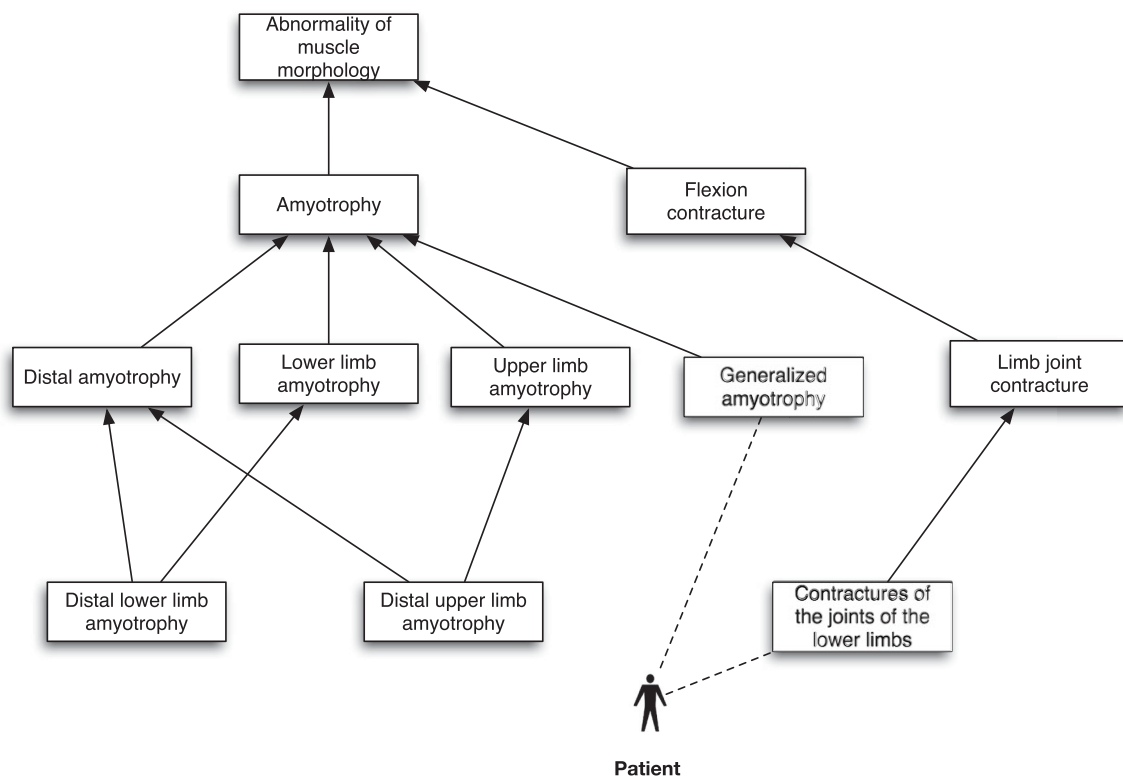 Abnormality of
muscle
morphology
Amyotrophy
Flexion
contracture
Distal amyotrophy
Lower limb
amyotrophy
Upper limb
amyotrophy
Generalized
amyotrophy
Limb joint
contracture
Distal lower limb
amyotrophy
Distal upper limb
amyotrophy
Contractures of
the joints of the
lower limbs
Patient